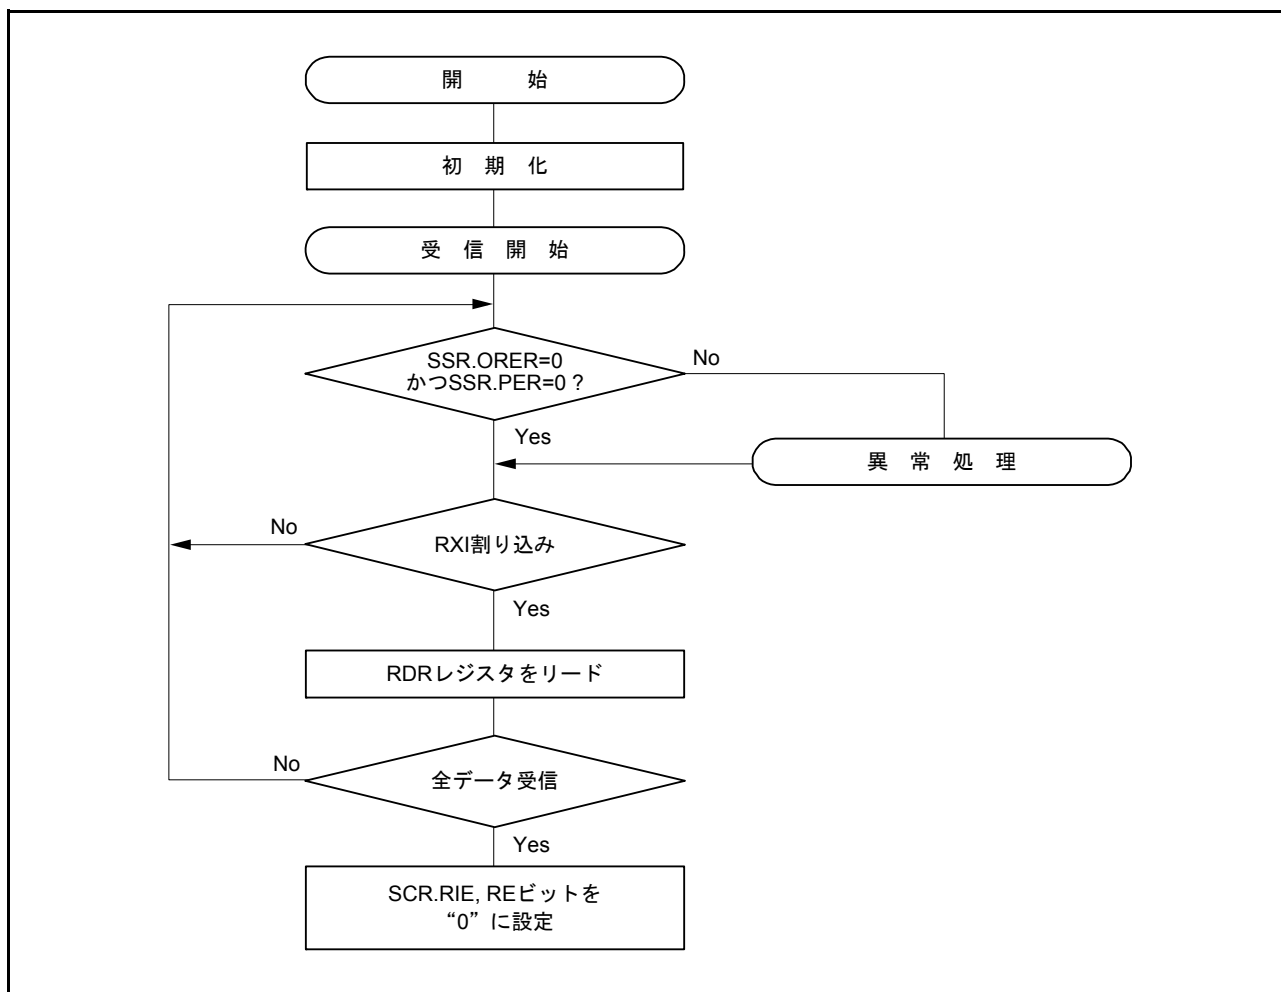 開 始
初 期 化
受 信 開 始
SSR.ORER=0
かつSSR.PER=0 ?
No
Yes
異 常 処 理
No
RXI割り込み
Yes
RDRレジスタをリード
No
全データ受信
Yes
SCR.RIE, REビットを
“0” に設定